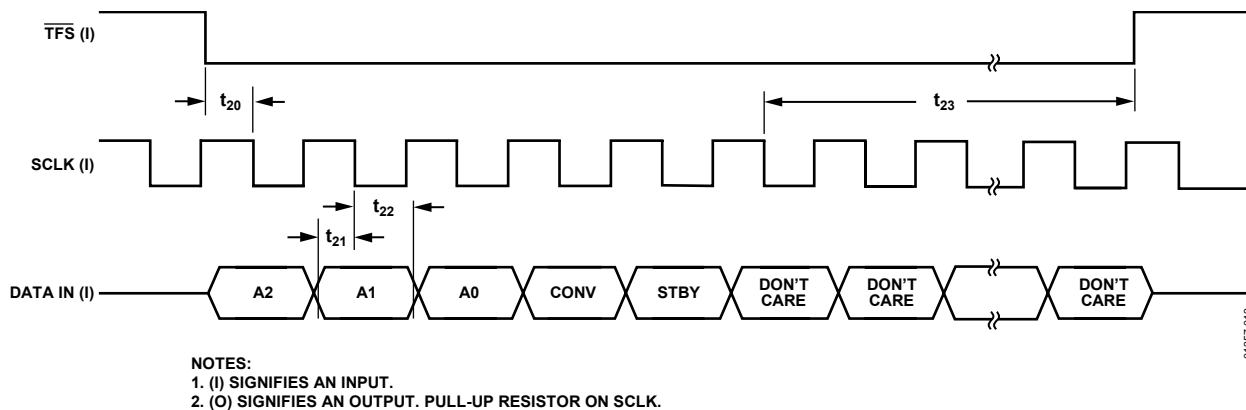 TFS (I)
t20
t23
SCLK (I)
t22
t21
DATA IN (I)
A2
A1
A0
CONV
STBY
DON'T
CARE
DON'T
CARE
DON'T
CARE
NOTES:
1. (I) SIGNIFIES AN INPUT.
2. (O) SIGNIFIES AN OUTPUT. PULL-UP RESISTOR ON SCLK.